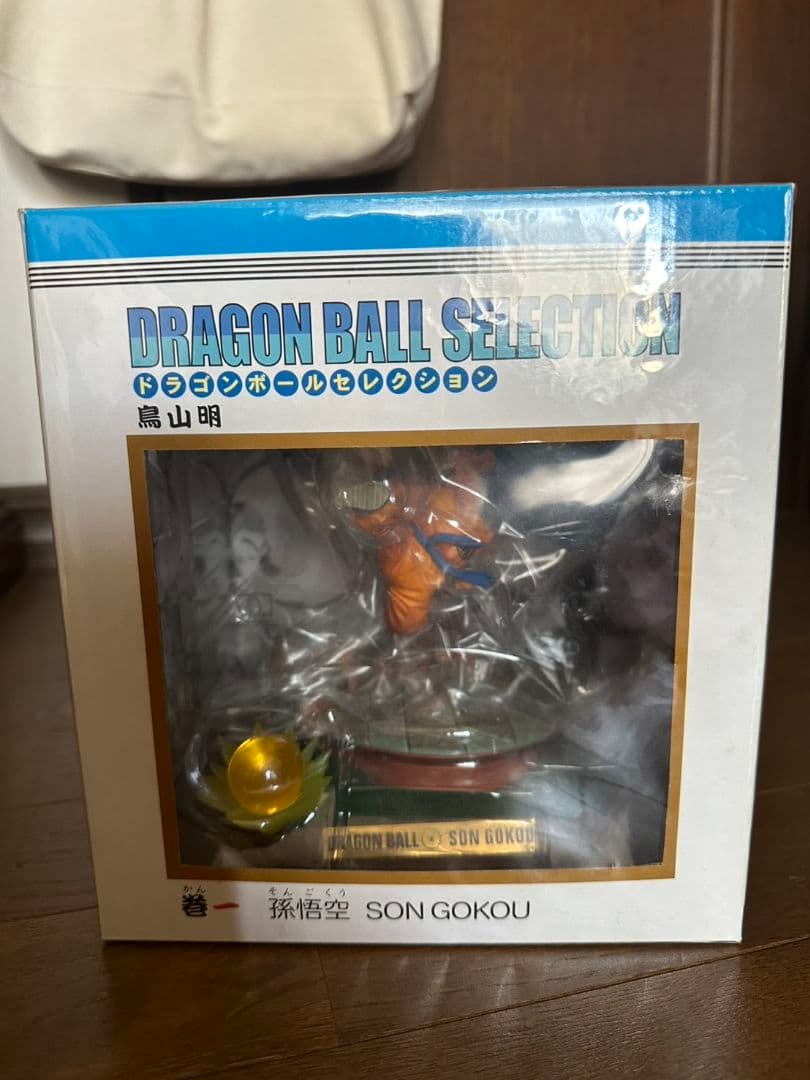 DRAGON BALL SELECTION
ドラゴンボールセレクション
鳥山明
DRAGON BALL SON GOKOU
かん そんごくう
巻一 孫悟空 SON GOKOU